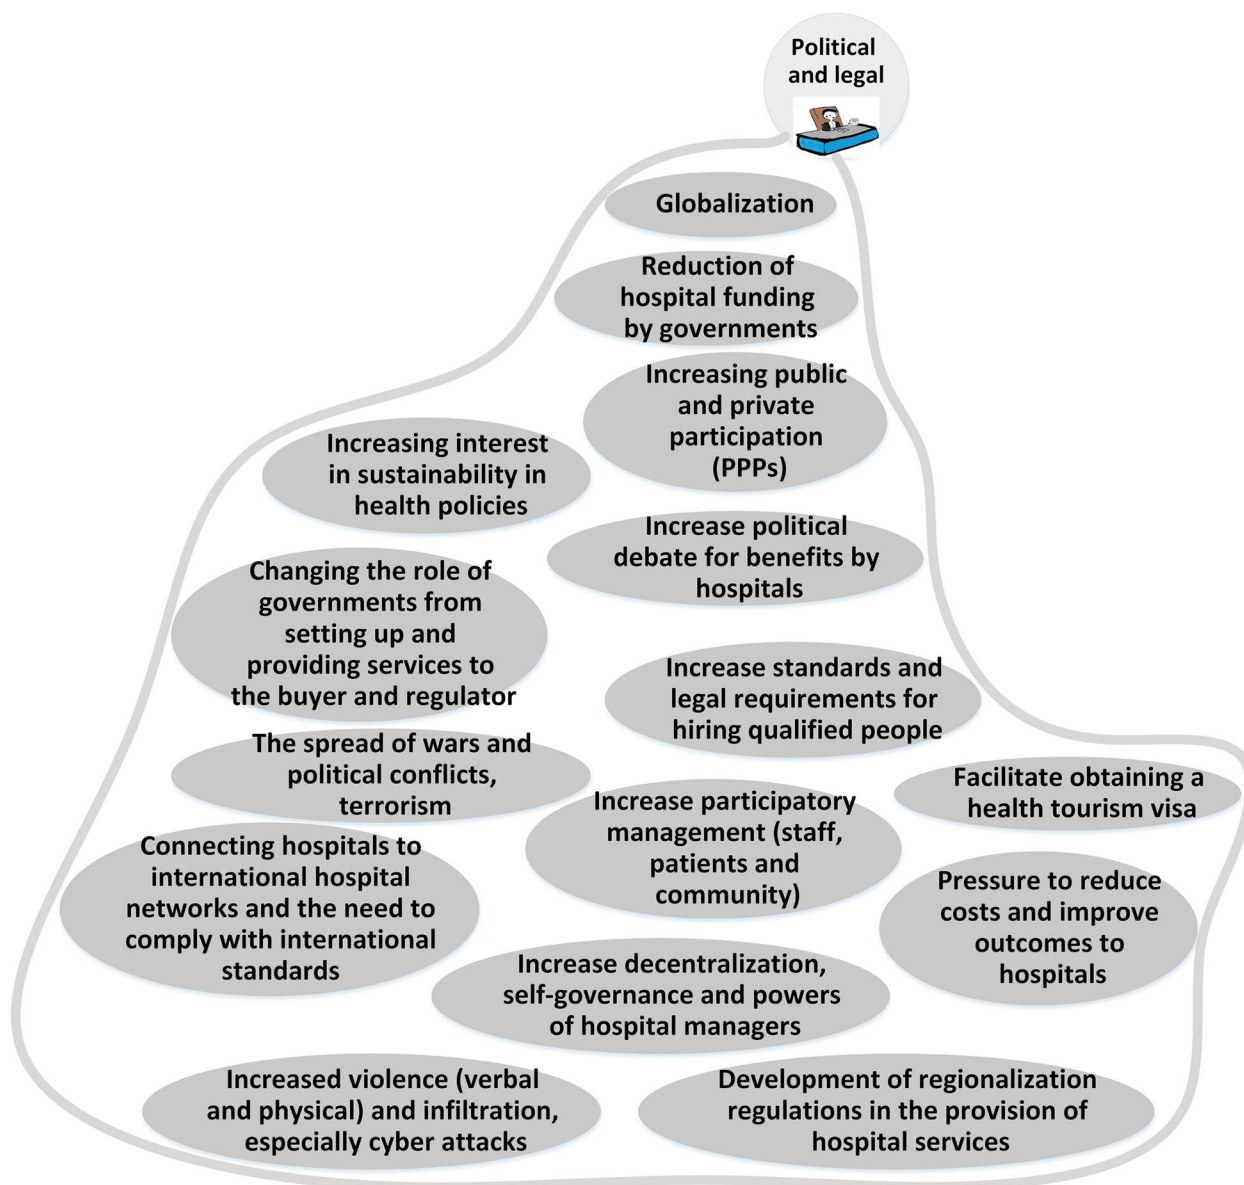 Political
and legal
Globalization
Reduction of
hospital funding
by governments
Increasing public
and private
participation
(PPPs)
Increasing interest
in sustainability in
health policies
Increase political
debate for benefits by
hospitals
Changing the role of
governments from
setting up and
providing services to
the buyer and regulator
Increase standards and
legal requirements for
hiring qualified people
The spread of wars and
political conflicts,
terrorism
Facilitate obtaining a
health tourism visa
Increase participatory
management (staff,
patients and
community)
Connecting hospitals to
international hospital
networks and the need to
comply with international
standards
Pressure to reduce
costs and improve
outcomes to
hospitals
Increase decentralization,
self-governance and powers
of hospital managers
Increased violence (verbal
and physical) and infiltration,
especially cyber attacks
Development of regionalization
regulations in the provision of
hospital services